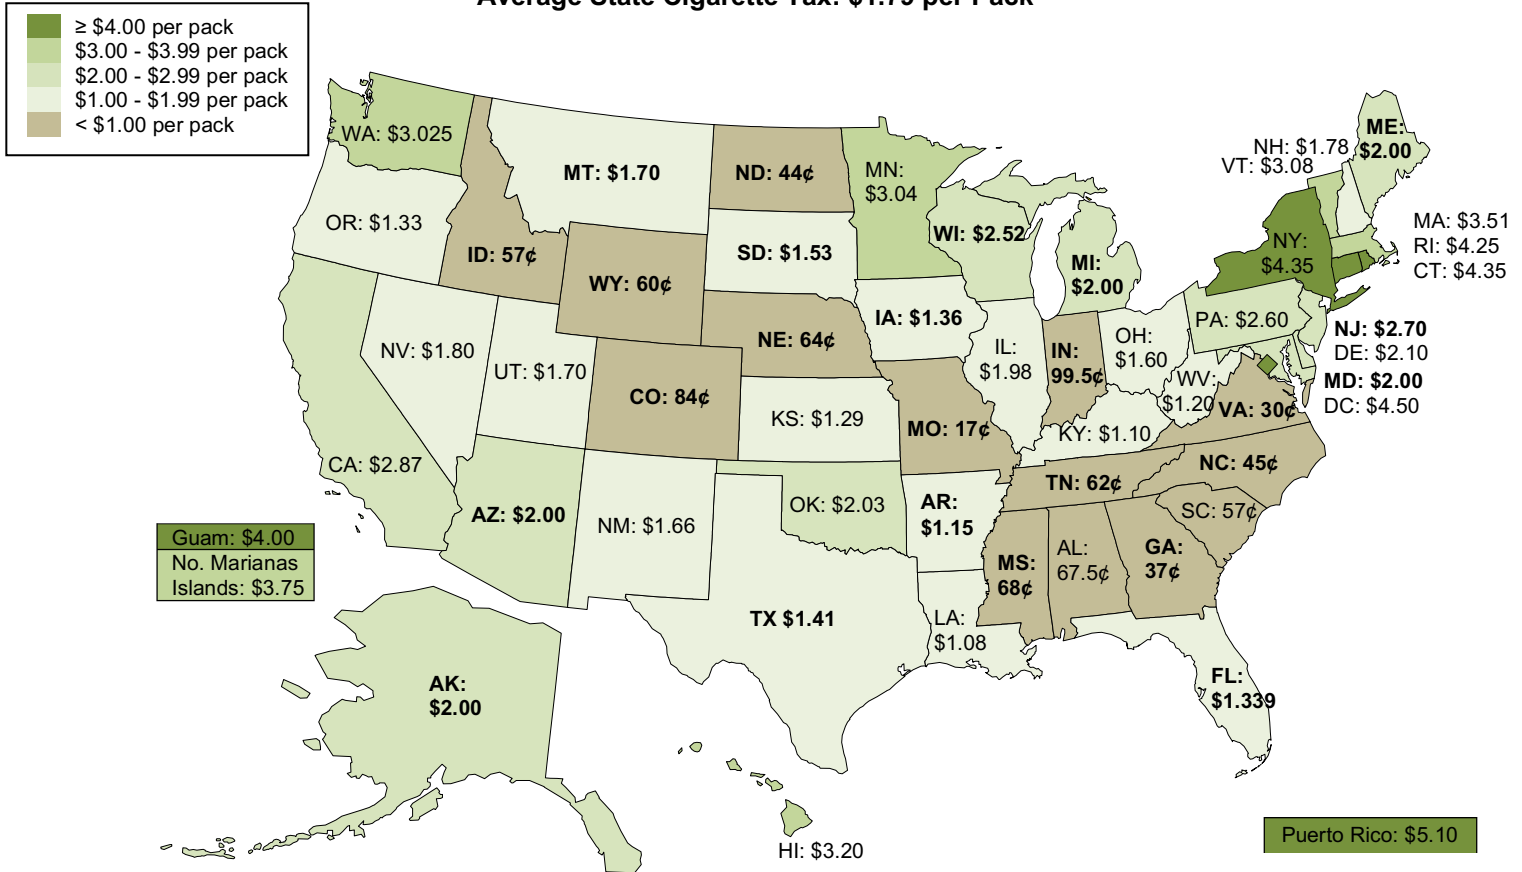 Average State Cigarette Tax: $1.79 per Pack
≥ $4.00 per pack
$3.00 - $3.99 per pack
$2.00 - $2.99 per pack
$1.00 - $1.99 per pack
< $1.00 per pack
WA: $3.025
OR: $1.33
MT: $1.70
ID: 57¢
WY: 60¢
ND: 44¢
SD: $1.53
NE: 64¢
MN:
$3.04
WI: $2.52
MI:
$2.00
IA: $1.36
NV: $1.80
UT: $1.70
CO: 84¢
KS: $1.29
MO: 17¢
IL:
$1.98
IN:
99.5¢
OH:
$1.60
WV:
$1.20
KY: $1.10
VA: 30¢
PA: $2.60
NY:
$4.35
VT: $3.08
NH: $1.78
ME:
$2.00
MA: $3.51
RI: $4.25
CT: $4.35
NJ: $2.70
DE: $2.10
MD: $2.00
DC: $4.50
CA: $2.87
AZ: $2.00
NM: $1.66
OK: $2.03
AR:
$1.15
TN: 62¢
NC: 45¢
SC: 57¢
MS:
68¢
AL:
67.5¢
GA:
37¢
TX $1.41
LA:
$1.08
FL:
$1.339
Guam: $4.00
No. Marianas
Islands: $3.75
AK:
$2.00
HI: $3.20
Puerto Rico: $5.10